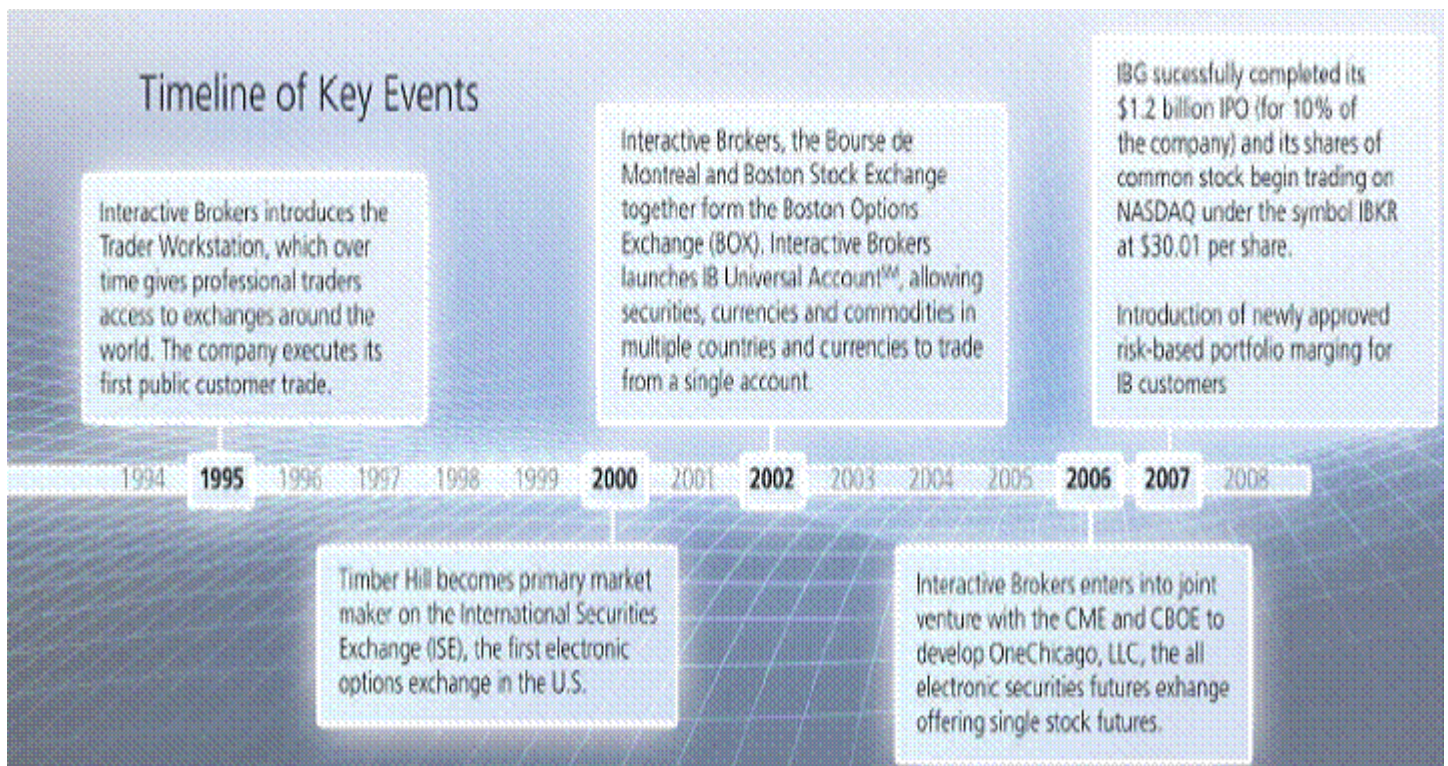 Timeline of Key Events
Interactive Brokers introduces the
Trader Workstation, which over
time gives professional traders
access to exchanges around the
world. The company executes its
first public customer trade.
Interactive Brokers, the Bourse de
Montreal and Boston Stock Exchange
together form the Boston Options
Exchange (BOX). Interactive Brokers
launches IB Universal Account℠, allowing
securities, currencies and commodities in
multiple countries and currencies to trade
from a single account.
IBG sucessfully completed its
$1.2 billion IPO (for 10% of
the company) and its shares of
common stock begin trading on
NASDAQ under the symbol IBKR
at $30.01 per share.
Introduction of newly approved
risk-based portfolio marging for
IB customers
1994 1995 1996 1997 1998 1999 2000 2001 2002 2003 2004 2005 2006 2007 2008
Timber Hill becomes primary market
maker on the International Securities
Exchange (ISE), the first electronic
options exchange in the U.S.
Interactive Brokers enters into joint
venture with the CME and CBOE to
develop OneChicago, LLC, the all
electronic securities futures exhange
offering single stock futures.